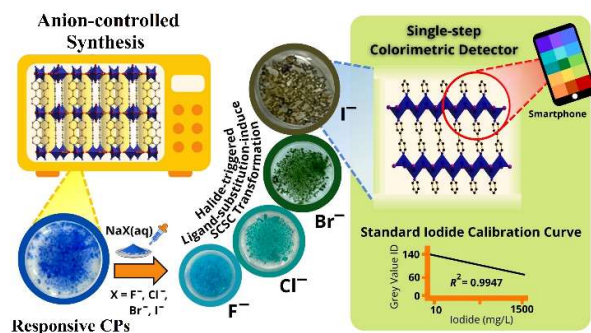 Anion-controlled
Synthesis
Responsive CPs
NaX(aq)
X = F⁻, Cl⁻,
Br⁻, I⁻
Halide-triggered
Ligand-substitution-induce
SCSC Transformation
F⁻
Cl⁻
Br⁻
I⁻
Single-step
Colorimetric Detector
Smartphone
Standard Iodide Calibration Curve
Grey Value ID
140
60
0
R² = 0.9947
10
1500
Iodide (mg/L)